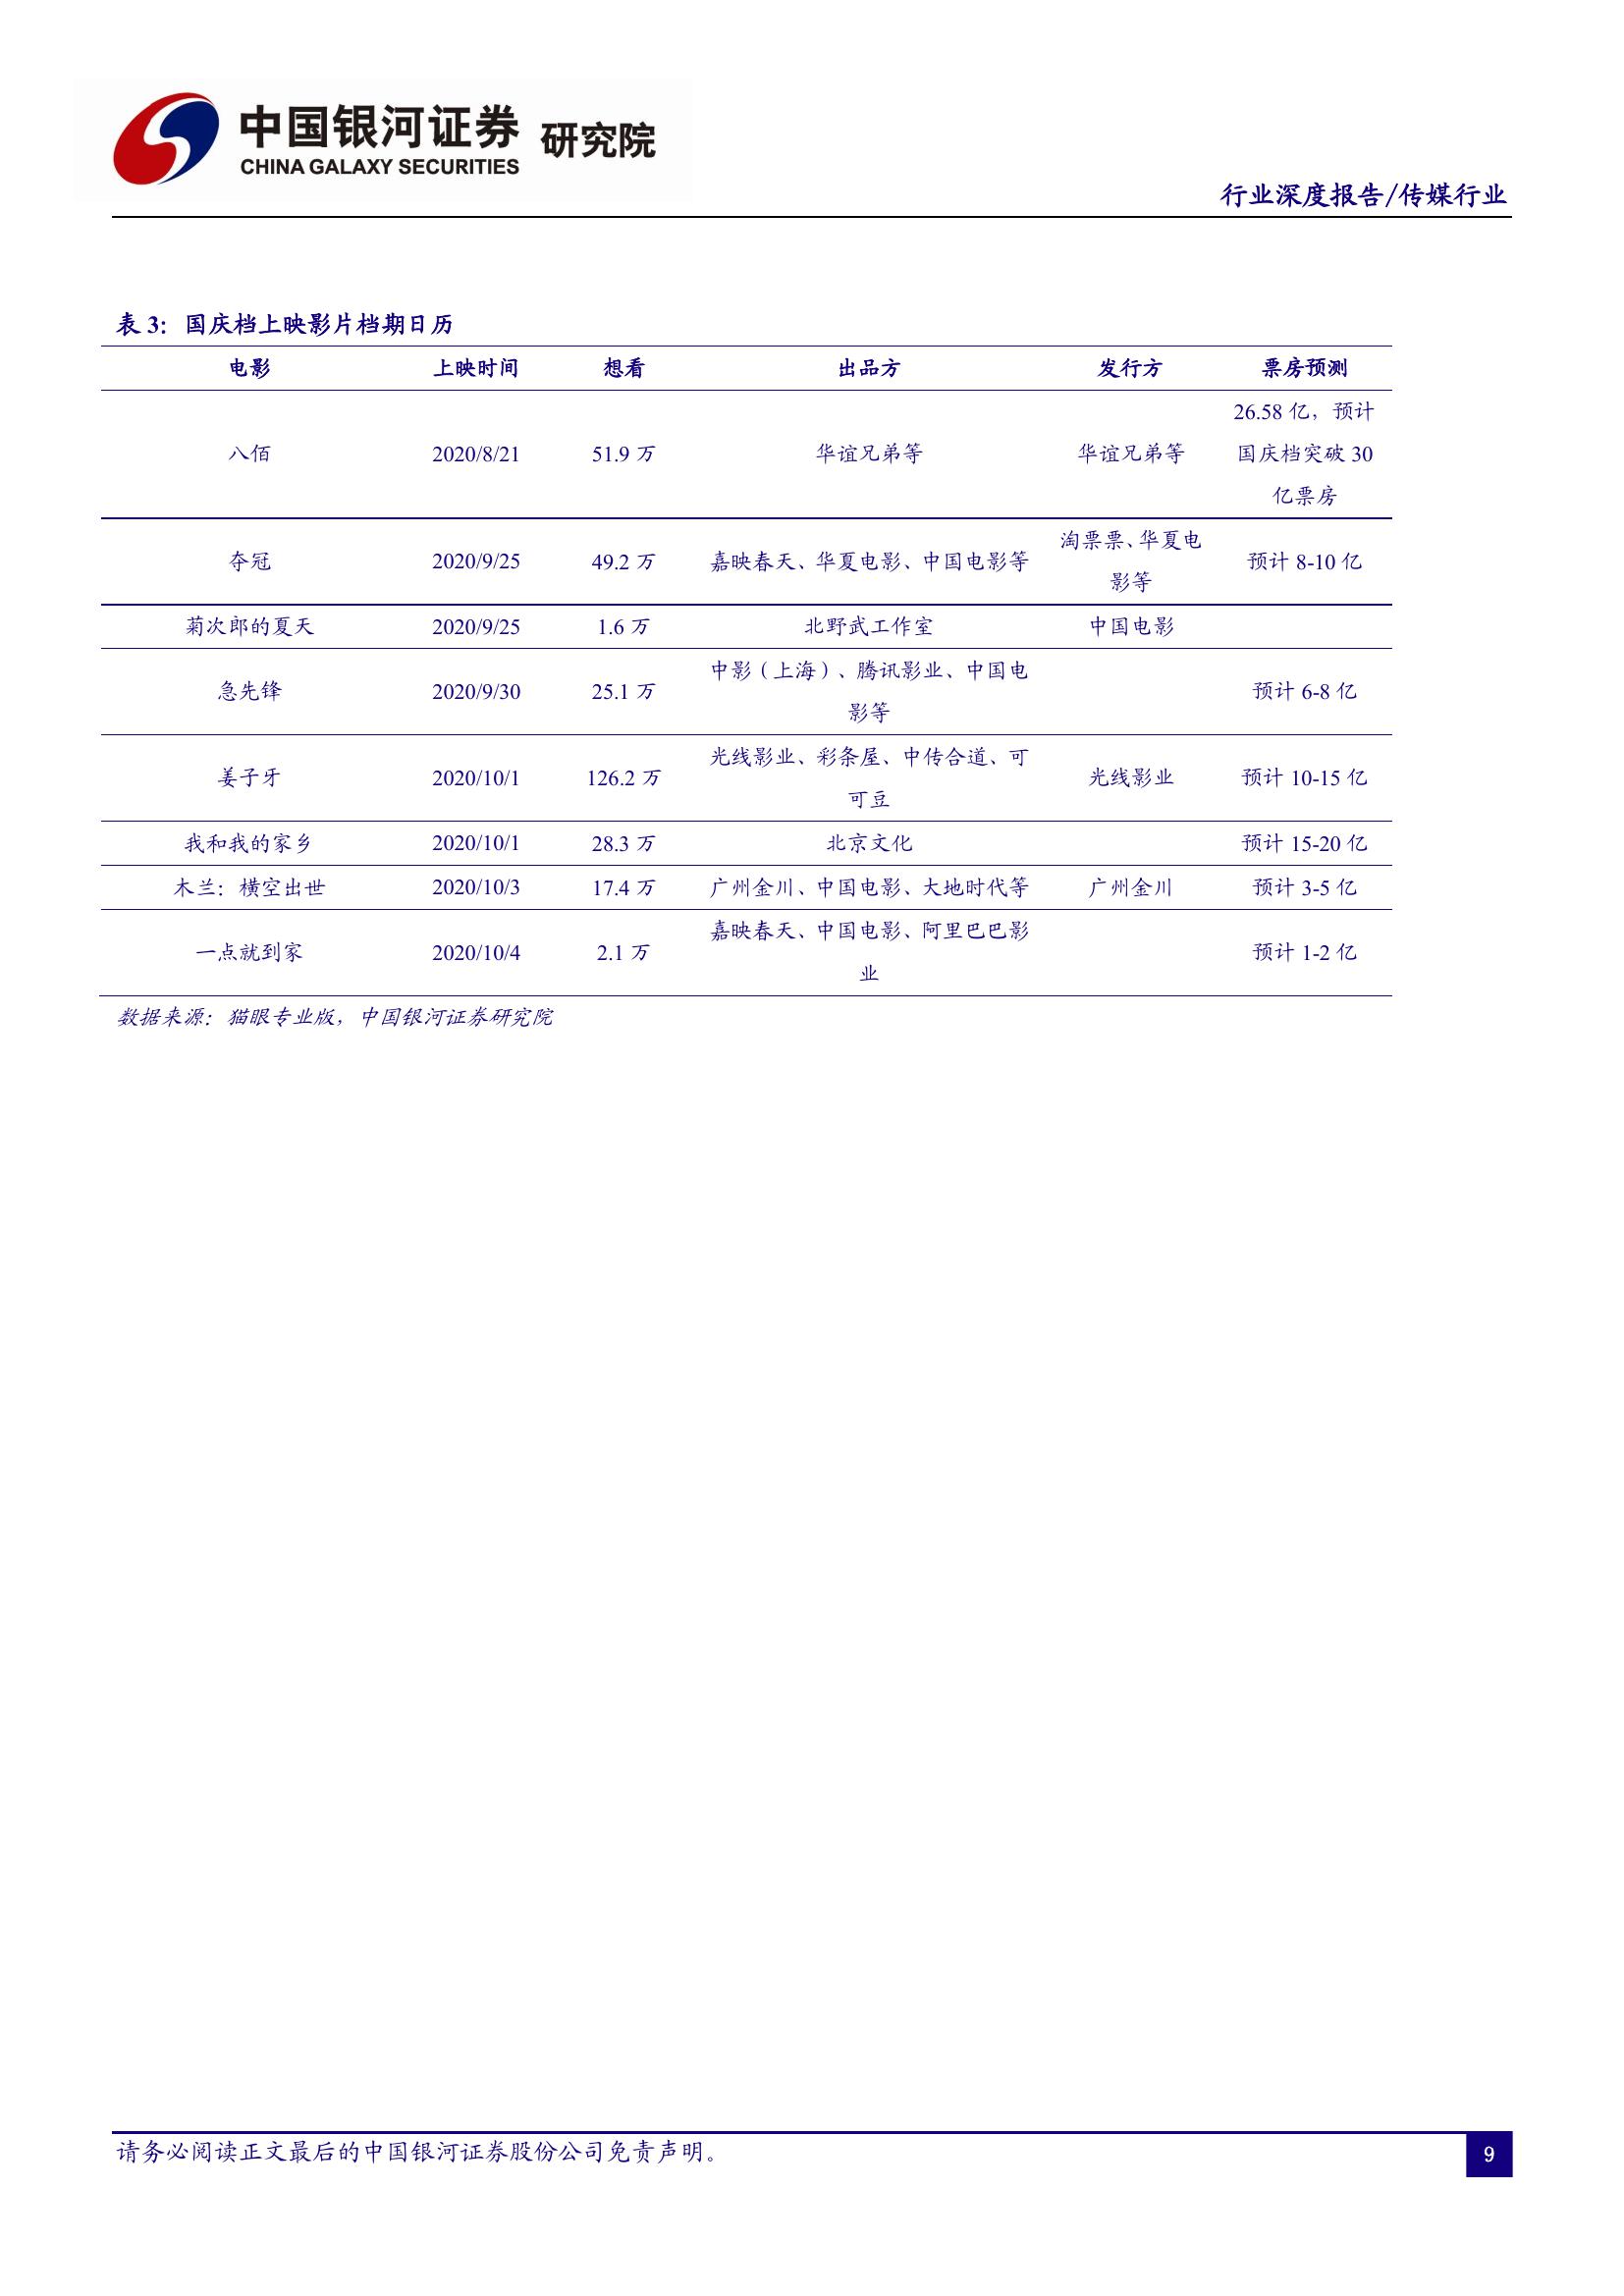 中国银河证券 研究院
CHINA GALAXY SECURITIES
行业深度报告/传媒行业
表 3：国庆档上映影片档期日历
电影 上映时间 想看 出品方 发行方 票房预测
八佰 2020/8/21 51.9 万 华谊兄弟等 华谊兄弟等 26.58 亿，预计
国庆档突破 30
亿票房
夺冠 2020/9/25 49.2 万 嘉映春天、华夏电影、中国电影等 淘票票、华夏电
影等 预计 8-10 亿
菊次郎的夏天 2020/9/25 1.6 万 北野武工作室 中国电影
急先锋 2020/9/30 25.1 万 中影（上海）、腾讯影业、中国电
影等 预计 6-8 亿
姜子牙 2020/10/1 126.2 万 光线影业、彩条屋、中传合道、可
可豆 光线影业 预计 10-15 亿
我和我的家乡 2020/10/1 28.3 万 北京文化 预计 15-20 亿
木兰：横空出世 2020/10/3 17.4 万 广州金川、中国电影、大地时代等 广州金川 预计 3-5 亿
一点就到家 2020/10/4 2.1 万 嘉映春天、中国电影、阿里巴巴影
业 预计 1-2 亿
数据来源：猫眼专业版，中国银河证券研究院
请务必阅读正文最后的中国银河证券股份公司免责声明。
9